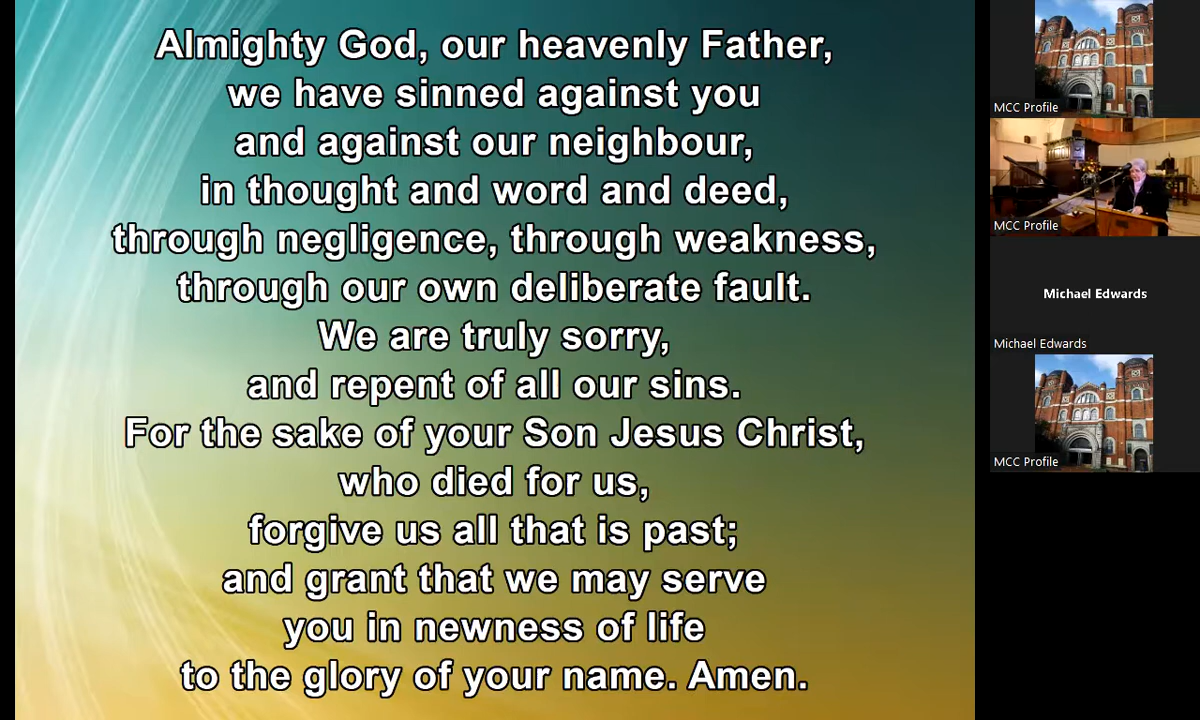 Almighty God, our heavenly Father,
we have sinned against you
and against our neighbour,
in thought and word and deed,
through negligence, through weakness,
through our own deliberate fault.
We are truly sorry,
and repent of all our sins.
For the sake of your Son Jesus Christ,
who died for us,
forgive us all that is past;
and grant that we may serve
you in newness of life
to the glory of your name. Amen.
MCC Profile
MCC Profile
Michael Edwards
Michael Edwards
MCC Profile